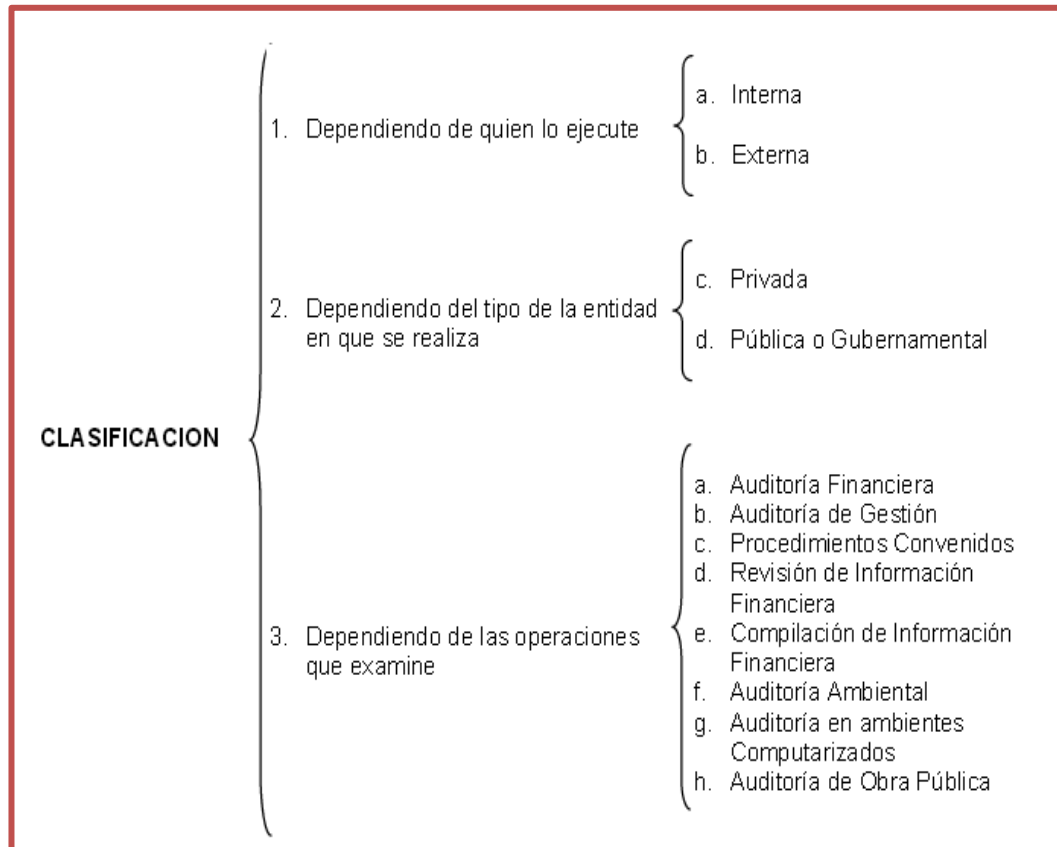 CLASIFICACION
1. Dependiendo de quien lo ejecute
a. Interna
b. Externa
2. Dependiendo del tipo de la entidad
en que se realiza
c. Privada
d. Pública o Gubernamental
3. Dependiendo de las operaciones
que examine
a. Auditoría Financiera
b. Auditoría de Gestión
c. Procedimientos Convenidos
d. Revisión de Información
Financiera
e. Compilación de Información
Financiera
f. Auditoría Ambiental
g. Auditoría en ambientes
Computarizados
h. Auditoría de Obra Pública